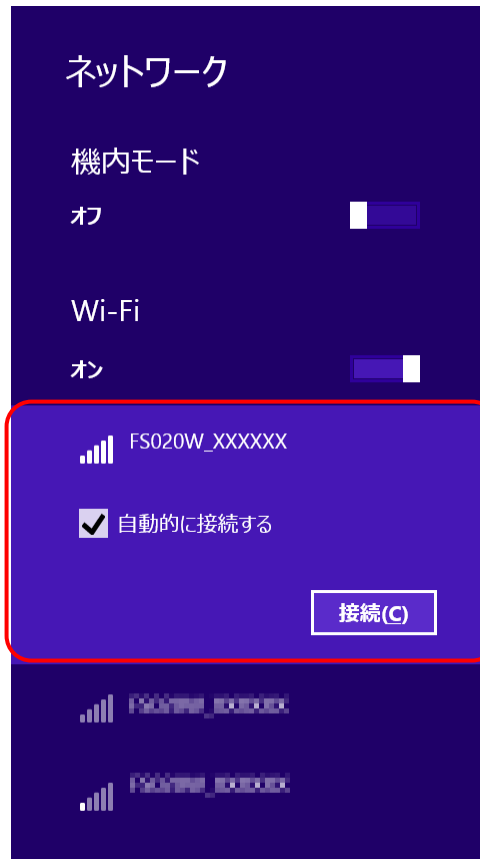 ネットワーク
機内モード
オフ
Wi-Fi
オン
FS020W_XXXXXX
自動的に接続する
接続(C)